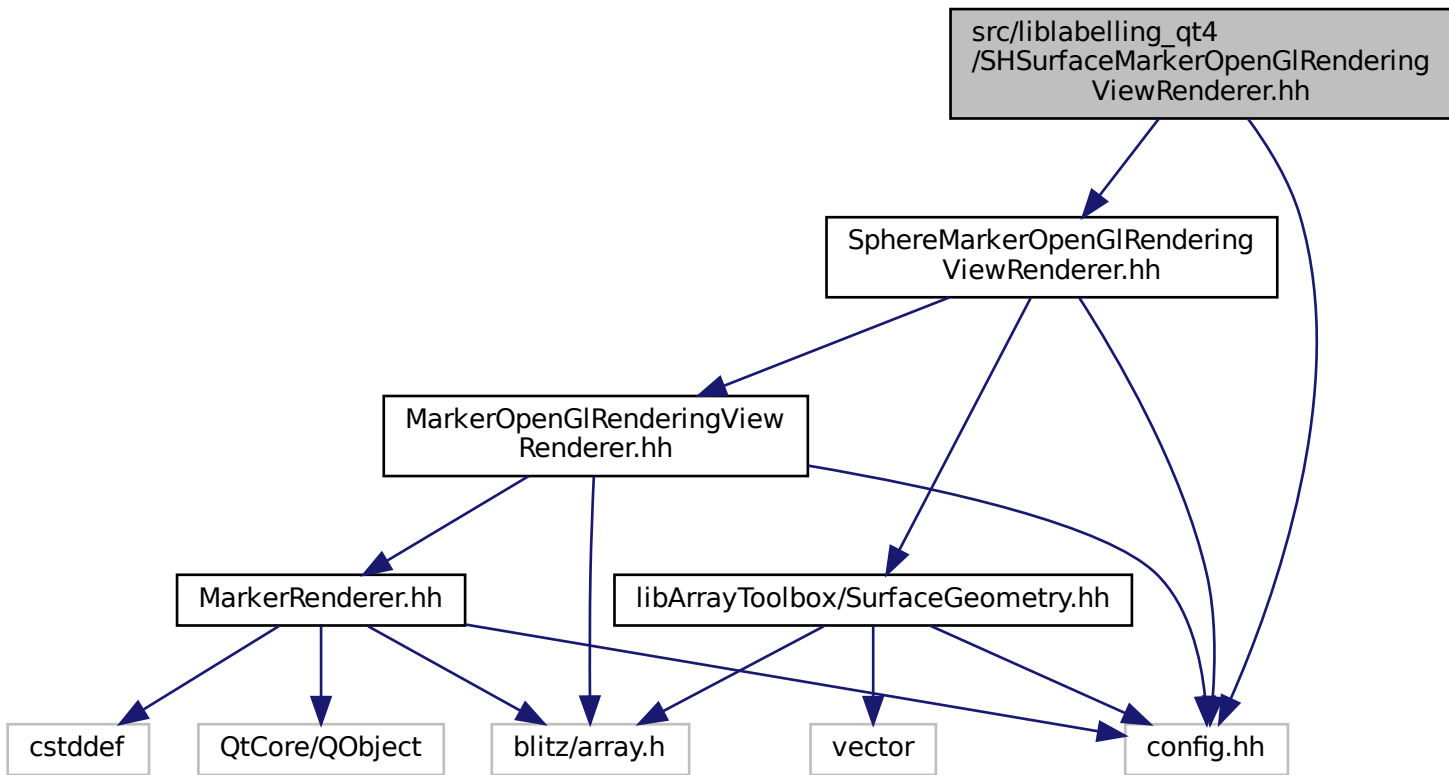 src/liblabelling_qt4
/SHSurfaceMarkerOpenGlRendering
ViewRenderer.hh
SphereMarkerOpenGlRendering
ViewRenderer.hh
MarkerOpenGlRenderingView
Renderer.hh
MarkerRenderer.hh
libArrayToolbox/SurfaceGeometry.hh
cstddef
QtCore/QObject
blitz/array.h
vector
config.hh